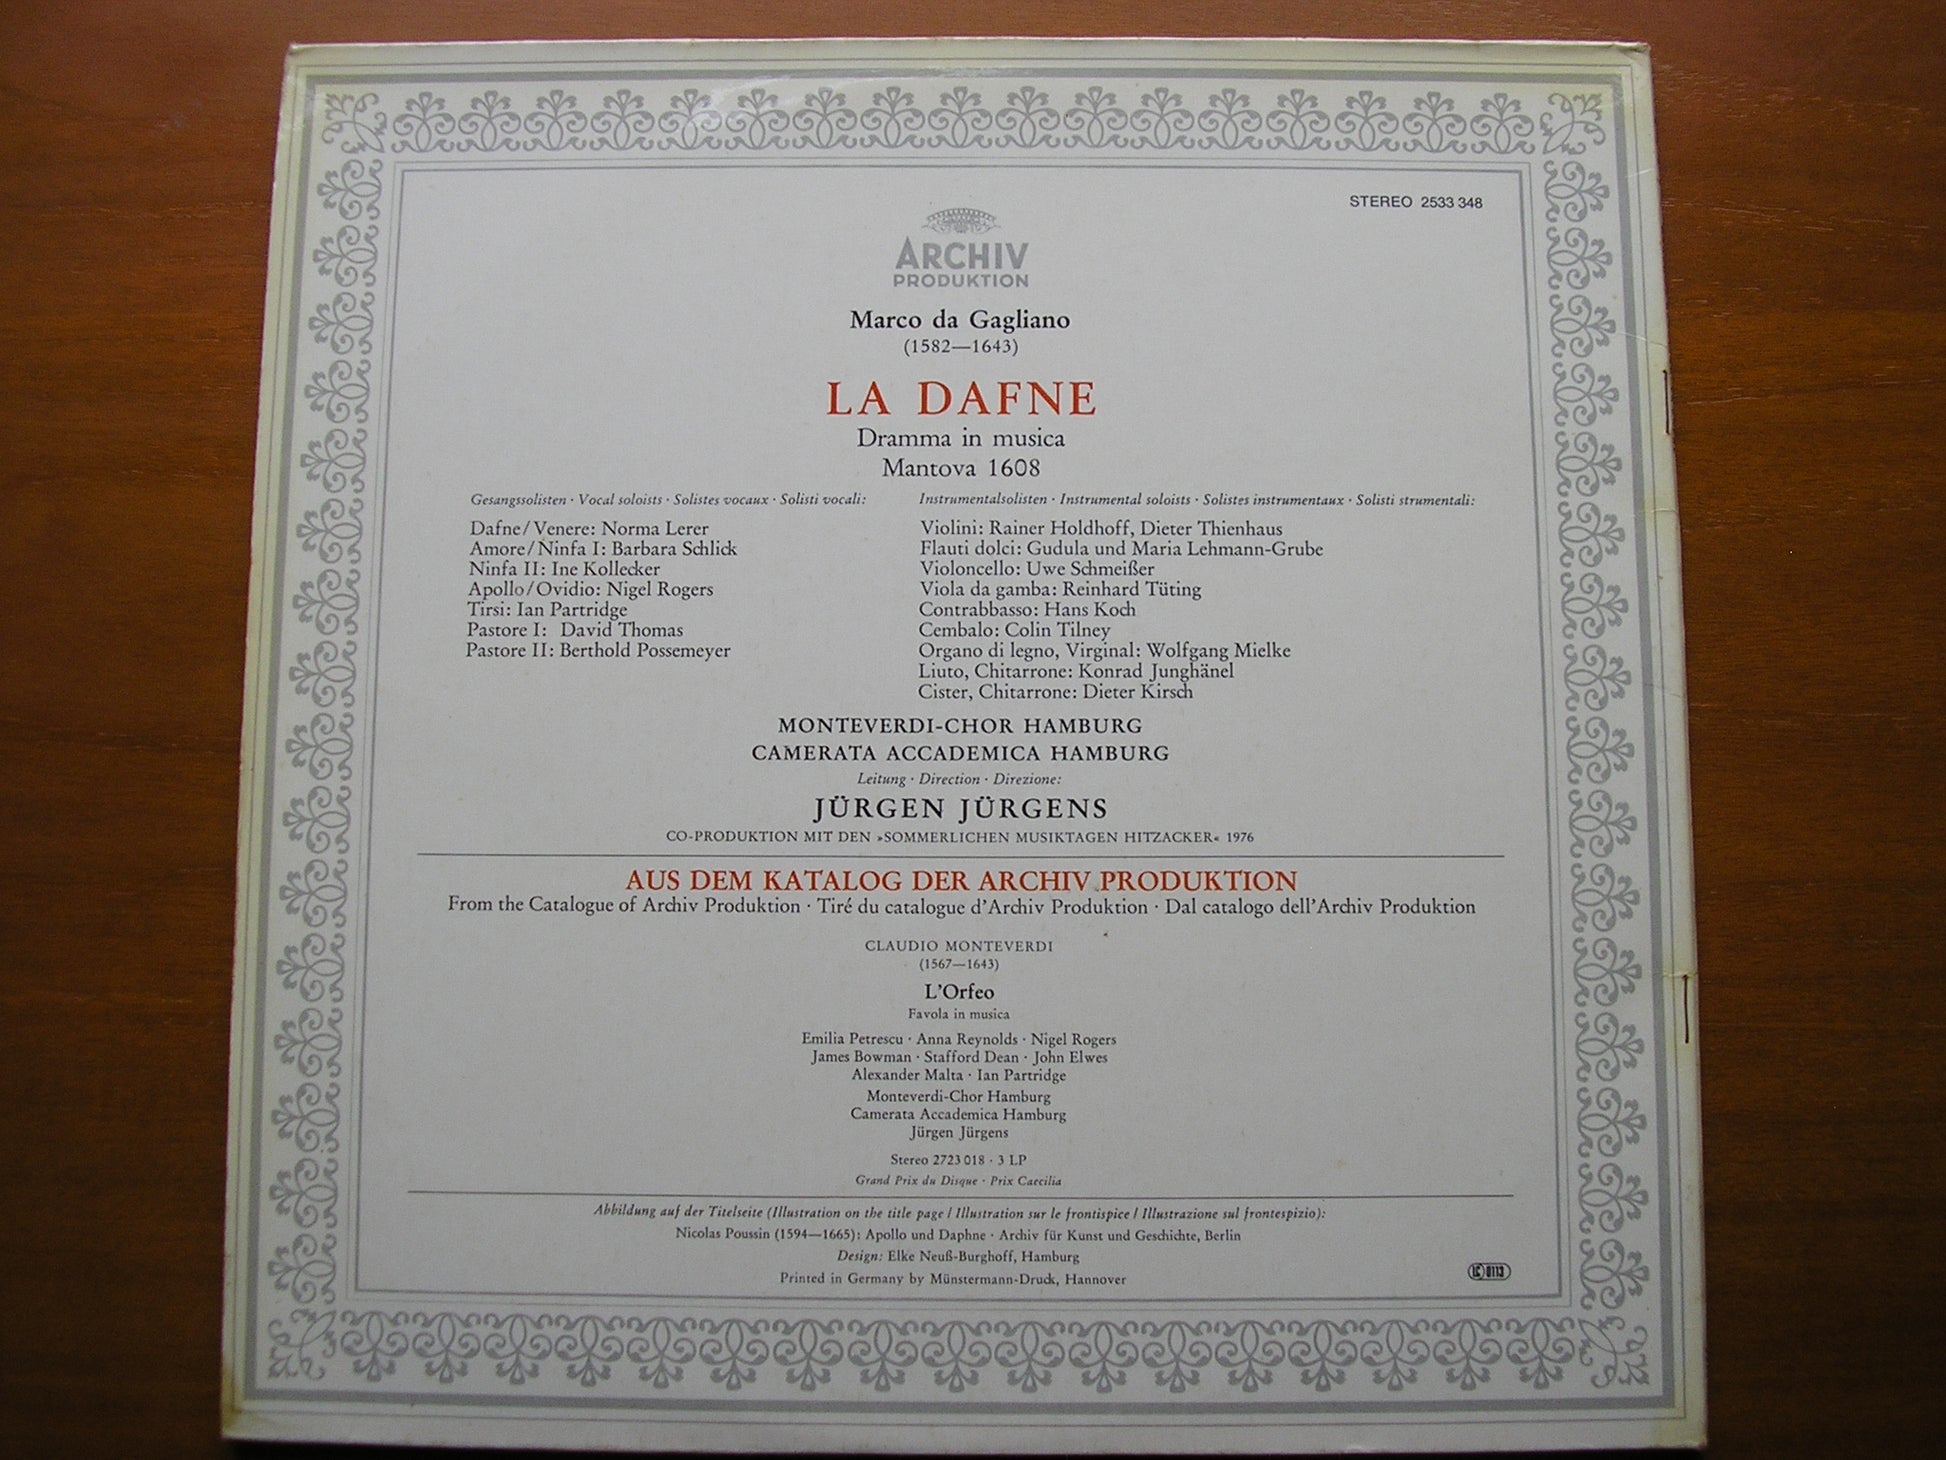 STEREO 2533 348
ARCHIV
PRODUKTION
Marco da Gagliano
(1582—1643)
LA DAFNE
Dramma in musica
Mantova 1608
Gesangssolisten · Vocal soloists · Solistes vocaux · Solisti vocali:
Dafne/Venere: Norma Lerer
Amore/Ninfa I: Barbara Schlick
Ninfa II: Ine Kollecker
Apollo/Ovidio: Nigel Rogers
Tirsi: Ian Partridge
Pastore I: David Thomas
Pastore II: Berthold Possemeyer
Instrumentalsolisten · Instrumental soloists · Solistes instrumentaux · Solisti strumentali:
Violini: Rainer Holdhoff, Dieter Thienhaus
Flauti dolci: Gudula und Maria Lehmann-Grube
Violoncello: Uwe Schmeißer
Viola da gamba: Reinhard Tüting
Contrabbasso: Hans Koch
Cembalo: Colin Tilney
Organo di legno, Virginal: Wolfgang Mielke
Liuto, Chitarrone: Konrad Junghänel
Cister, Chitarrone: Dieter Kirsch
MONTEVERDI-CHOR HAMBURG
CAMERATA ACCADEMICA HAMBURG
Leitung · Direction · Direzione:
JÜRGEN JÜRGENS
CO-PRODUKTION MIT DEN »SOMMERLICHEN MUSIKTAGEN HITZACKER« 1976
AUS DEM KATALOG DER ARCHIV PRODUKTION
From the Catalogue of Archiv Produktion · Tiré du catalogue d'Archiv Produktion · Dal catalogo dell'Archiv Produktion
CLAUDIO MONTEVERDI
(1567—1643)
L'Orfeo
Favola in musica
Emilia Petrescu · Anna Reynolds · Nigel Rogers
James Bowman · Stafford Dean · John Elwes
Alexander Malta · Ian Partridge
Monteverdi-Chor Hamburg
Camerata Accademica Hamburg
Jürgen Jürgens
Stereo 2723 018 · 3 LP
Grand Prix du Disque · Prix Caecilia
Abbildung auf der Titelseite (Illustration on the title page / Illustration sur le frontispice / Illustrazione sul frontespizio):
Nicolas Poussin (1594—1665): Apollo und Daphne · Archiv für Kunst und Geschichte, Berlin
Design: Elke Neuß-Burghoff, Hamburg
Printed in Germany by Münstermann-Druck, Hannover
LC 0113